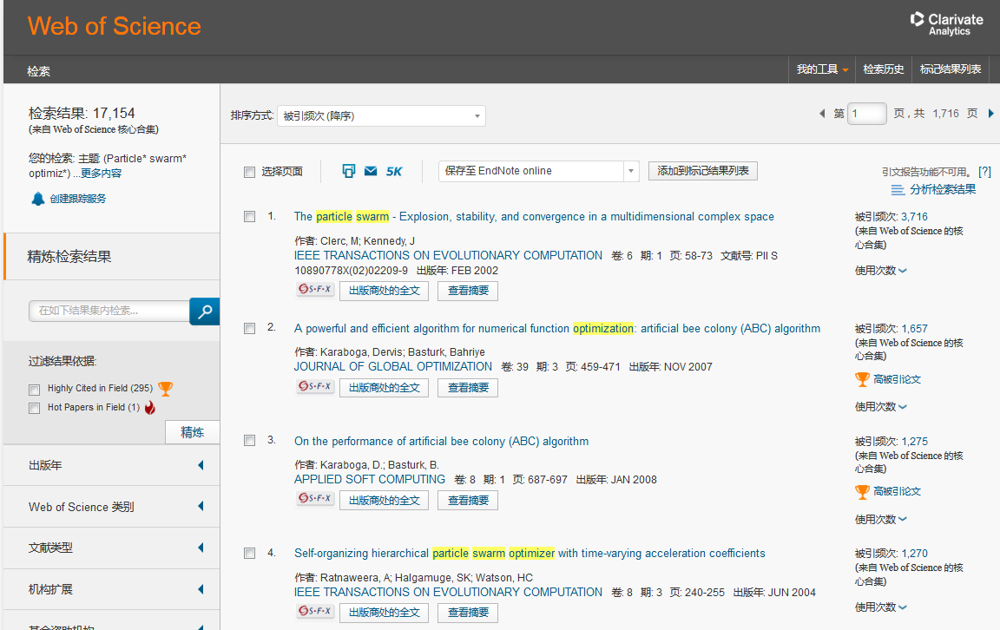 Web of Science
Clarivate
Analytics
检索
我的工具
检索历史
标记结果列表
检索结果: 17,154
(来自 Web of Science 核心合集)
您的检索: 主题: (Particle* swarm*
optimiz*) ...更多内容
创建跟踪服务
精炼检索结果
在如下结果集内检索...
过滤结果依据:
Highly Cited in Field (295)
Hot Papers in Field (1)
精炼
出版年
Web of Science 类别
文献类型
机构扩展
基金资助机构
排序方式: 被引频次 (降序)
第 1 页 , 共 1,716 页
选择页面
5K
保存至 EndNote online
添加到标记结果列表
引文报告功能不可用。 [?]
分析检索结果
1. The particle swarm - Explosion, stability, and convergence in a multidimensional complex space
作者: Clerc, M; Kennedy, J
IEEE TRANSACTIONS ON EVOLUTIONARY COMPUTATION 卷: 6 期: 1 页: 58-73 文献号: PII S
10890778X(02)02209-9 出版年: FEB 2002
S·F·X 出版商处的全文 查看摘要
被引频次: 3,716
(来自 Web of Science 的核
心合集)
使用次数
2. A powerful and efficient algorithm for numerical function optimization: artificial bee colony (ABC) algorithm
作者: Karaboga, Dervis; Basturk, Bahriye
JOURNAL OF GLOBAL OPTIMIZATION 卷: 39 期: 3 页: 459-471 出版年: NOV 2007
S·F·X 出版商处的全文 查看摘要
被引频次: 1,657
(来自 Web of Science 的核
心合集)
高被引论文
使用次数
3. On the performance of artificial bee colony (ABC) algorithm
作者: Karaboga, D.; Basturk, B.
APPLIED SOFT COMPUTING 卷: 8 期: 1 页: 687-697 出版年: JAN 2008
S·F·X 出版商处的全文 查看摘要
被引频次: 1,275
(来自 Web of Science 的核
心合集)
高被引论文
使用次数
4. Self-organizing hierarchical particle swarm optimizer with time-varying acceleration coefficients
作者: Ratnaweera, A; Halgamuge, SK; Watson, HC
IEEE TRANSACTIONS ON EVOLUTIONARY COMPUTATION 卷: 8 期: 3 页: 240-255 出版年: JUN 2004
S·F·X 出版商处的全文 查看摘要
被引频次: 1,270
(来自 Web of Science 的核
心合集)
使用次数